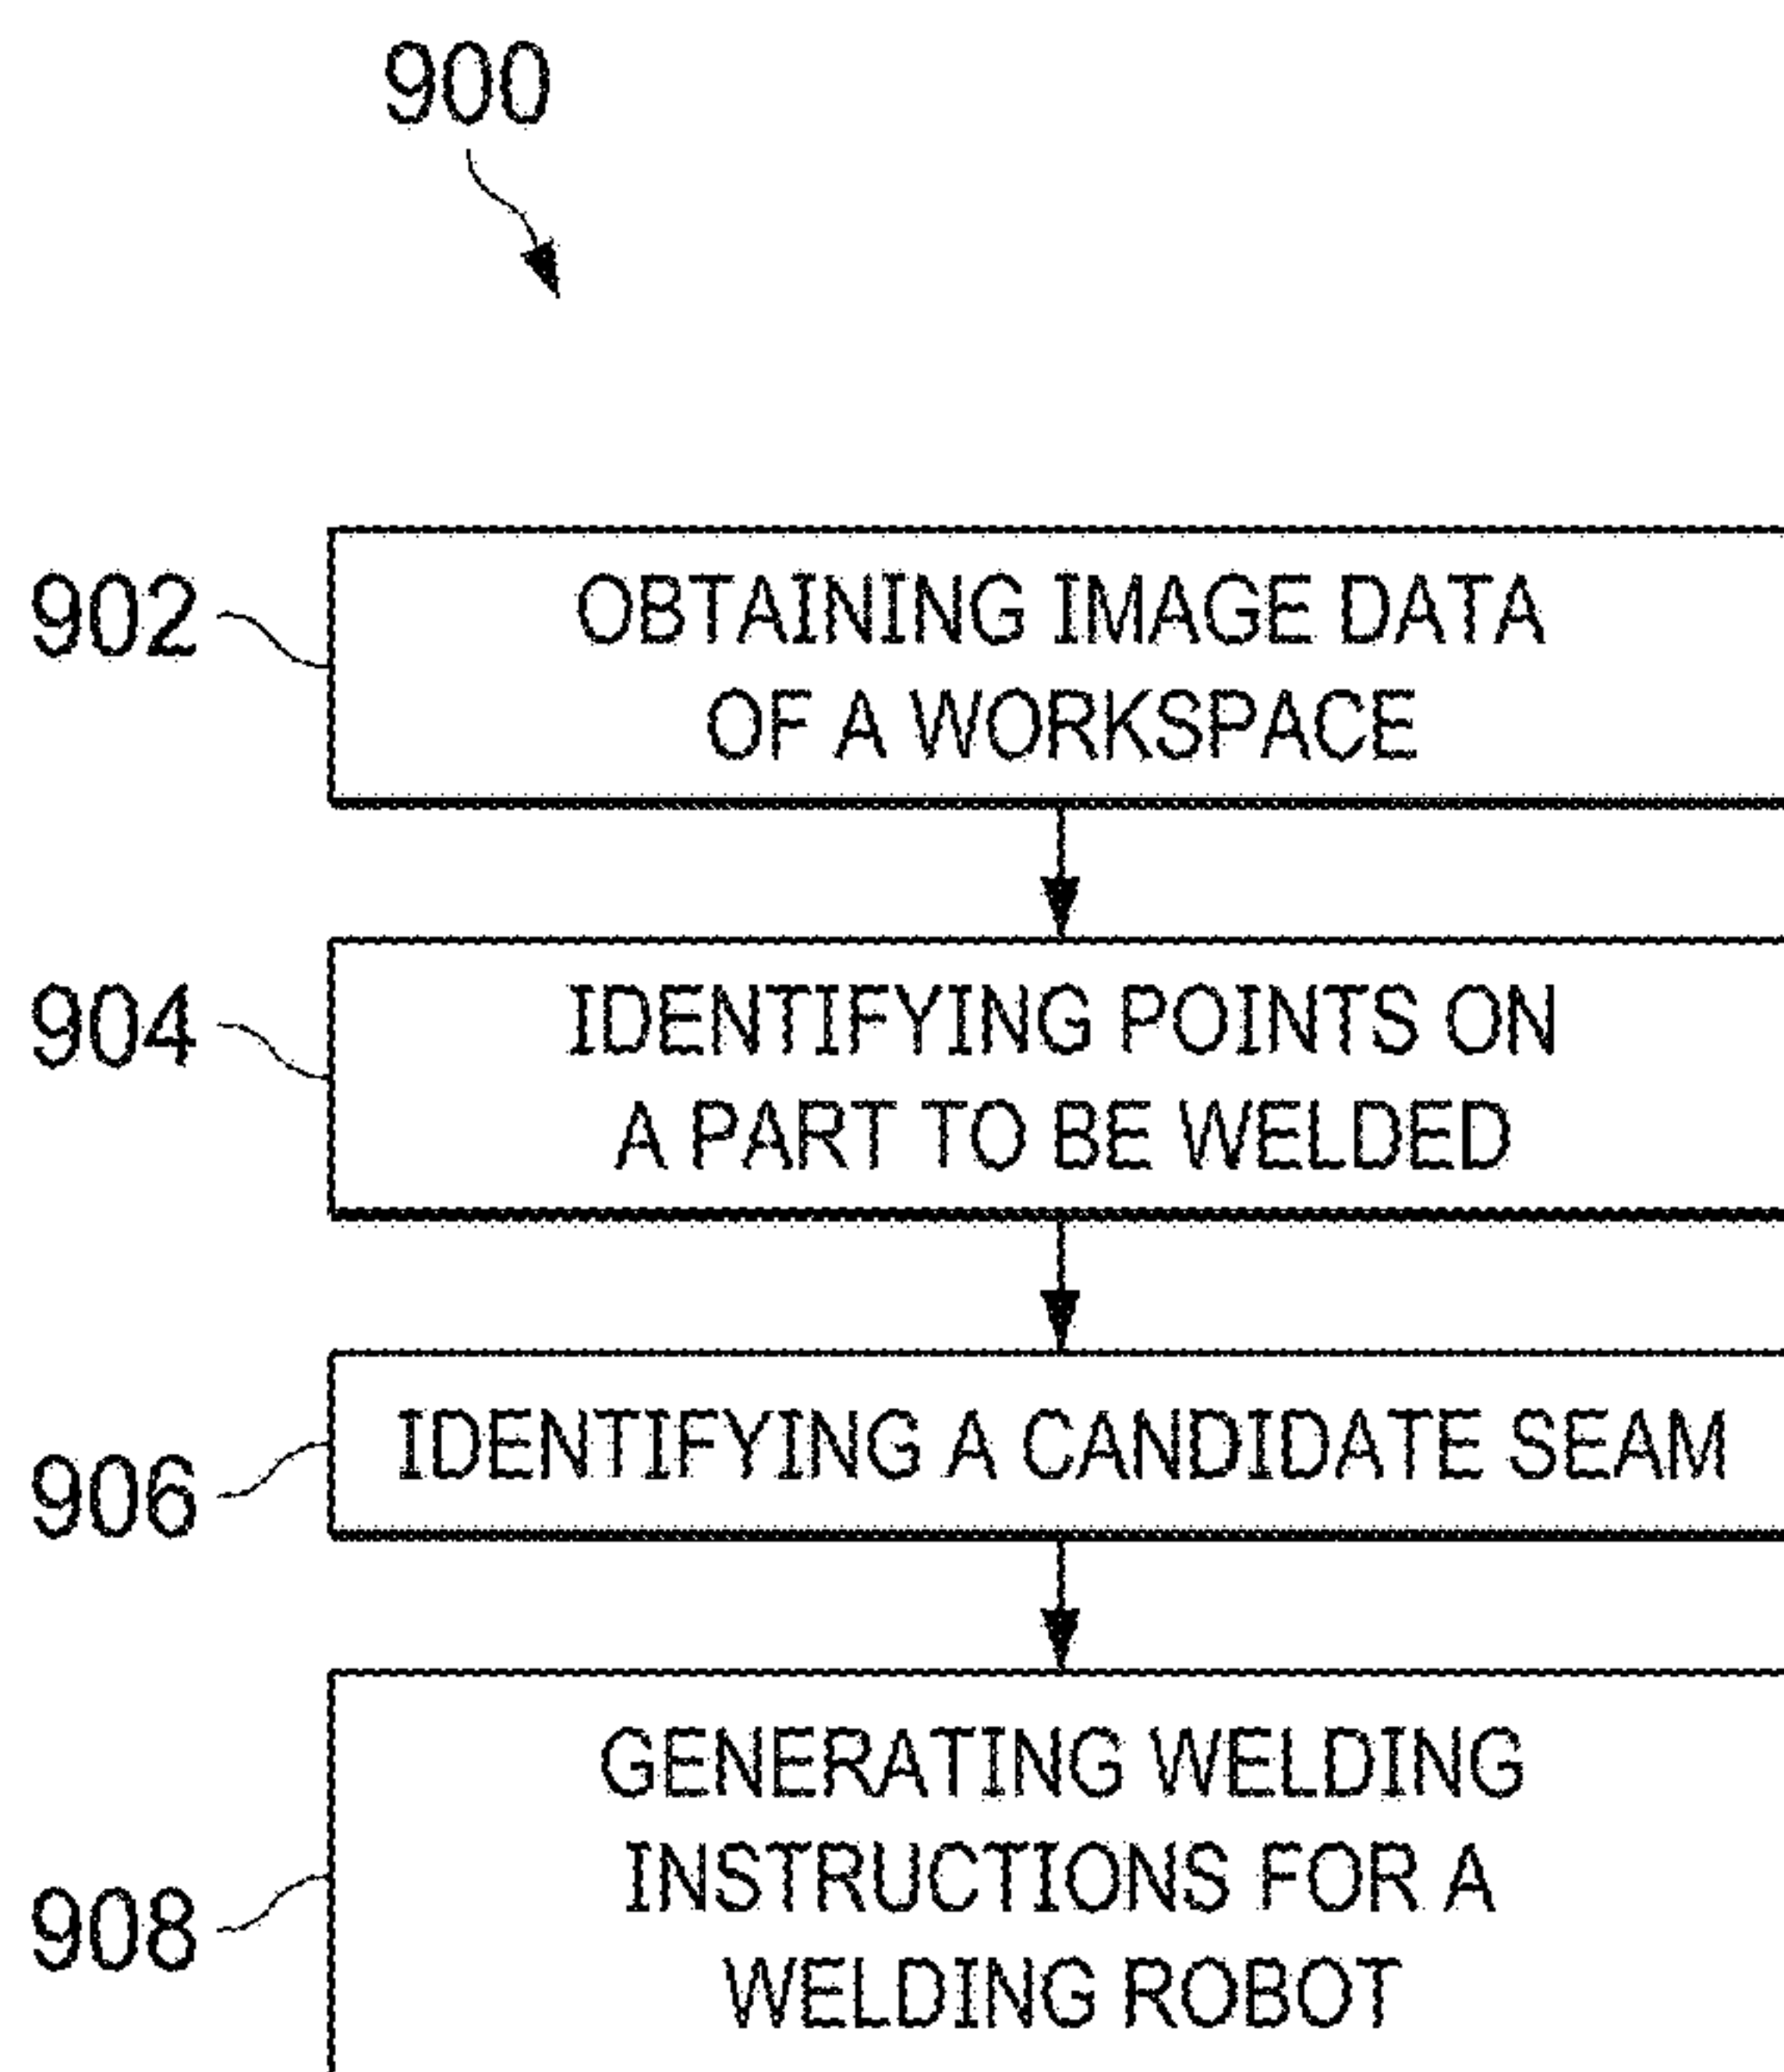 900
902
OBTAINING IMAGE DATA
OF A WORKSPACE
904
IDENTIFYING POINTS ON
A PART TO BE WELDED
906
IDENTIFYING A CANDIDATE SEAM
908
GENERATING WELDING
INSTRUCTIONS FOR A
WELDING ROBOT